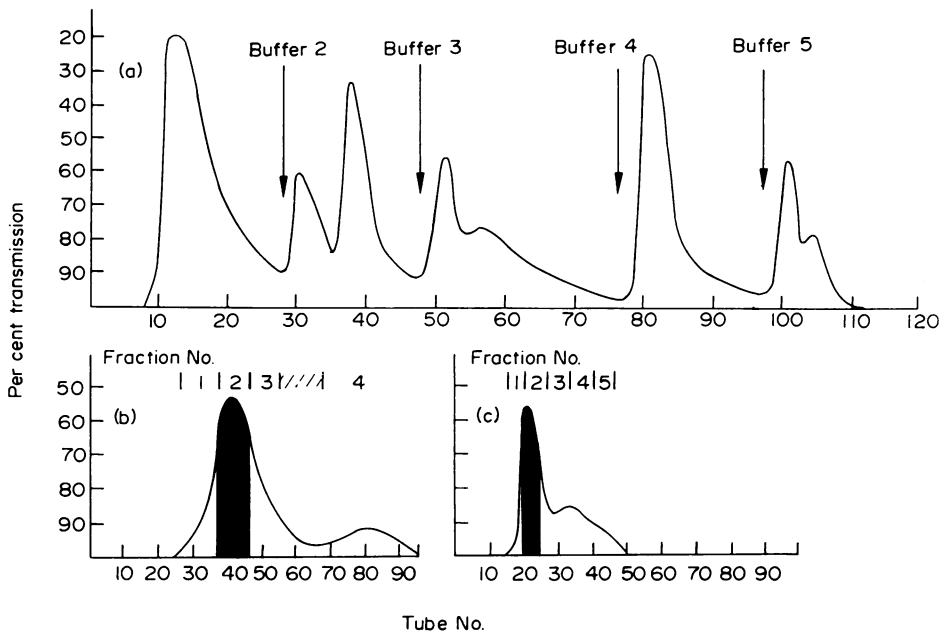 20
30
40
50
60
70
80
90
(a)
Buffer 2 Buffer 3 Buffer 4 Buffer 5
10 20 30 40 50 60 70 80 90 100 110 120
Per cent transmission
Fraction No.
1 2 3 4
50
60
70
80
90
(b)
10 20 30 40 50 60 70 80 90
Fraction No.
1 2 3 4 5
(c)
10 20 30 40 50 60 70 80 90
Tube No.